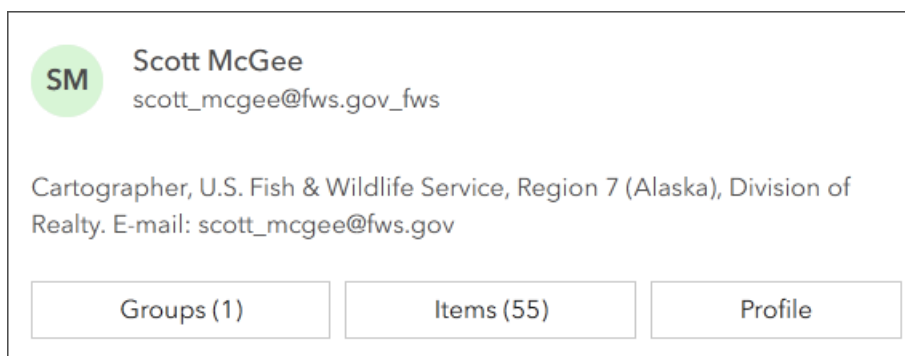 SM
Scott McGee
scott_mcgee@fws.gov_fws
Cartographer, U.S. Fish & Wildlife Service, Region 7 (Alaska), Division of
Realty. E-mail: scott_mcgee@fws.gov
Groups (1)
Items (55)
Profile